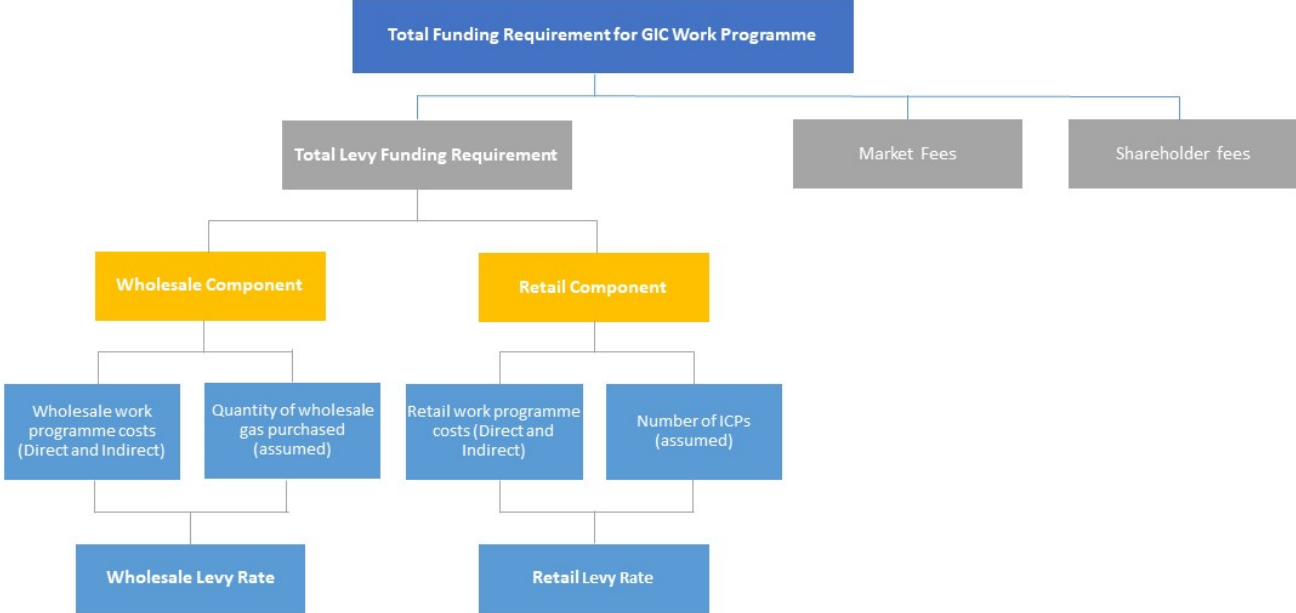 Total Funding Requirement for GIC Work Programme
Total Levy Funding Requirement
Market Fees
Shareholder fees
Wholesale Component
Retail Component
Wholesale work
programme costs
(Direct and Indirect)
Quantity of wholesale
gas purchased
(assumed)
Retail work programme
costs (Direct and
Indirect)
Number of ICPs
(assumed)
Wholesale Levy Rate
Retail Levy Rate